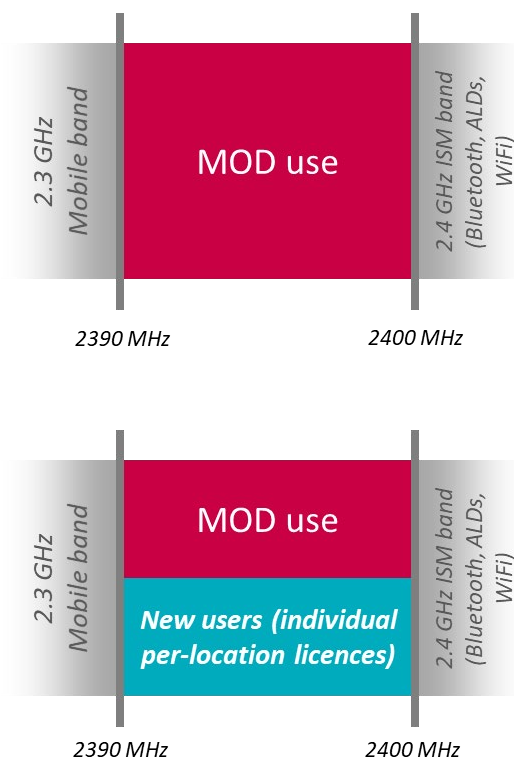 2.3 GHz
Mobile band
MOD use
2.4 GHz ISM band
(Bluetooth, ALDs,
WiFi)
2390 MHz
2400 MHz
2.3 GHz
Mobile band
MOD use
New users (individual
per-location licences)
2.4 GHz ISM band
(Bluetooth, ALDs,
WiFi)
2390 MHz
2400 MHz